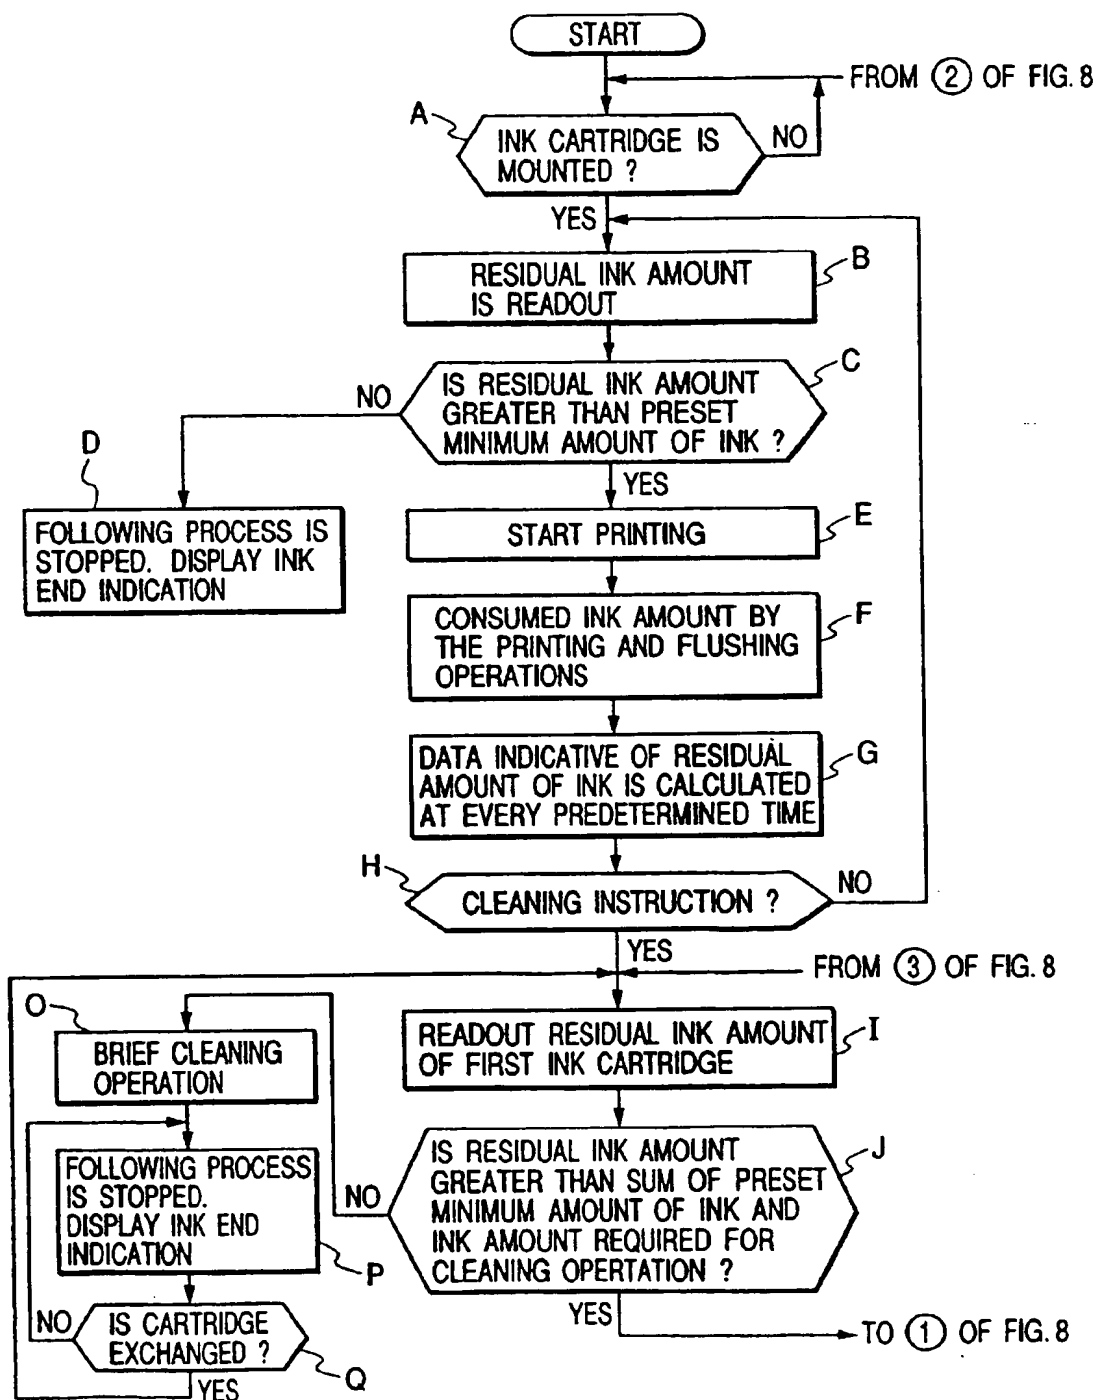 START
FROM ② OF FIG. 8
A
INK CARTRIDGE IS
MOUNTED ?
NO
YES
B
RESIDUAL INK AMOUNT
IS READOUT
C
IS RESIDUAL INK AMOUNT
GREATER THAN PRESET
MINIMUM AMOUNT OF INK ?
NO
YES
D
FOLLOWING PROCESS IS
STOPPED. DISPLAY INK
END INDICATION
E
START PRINTING
F
CONSUMED INK AMOUNT BY
THE PRINTING AND FLUSHING
OPERATIONS
G
DATA INDICATIVE OF RESIDUAL
AMOUNT OF INK IS CALCULATED
AT EVERY PREDETERMINED TIME
H
CLEANING INSTRUCTION ?
NO
YES
FROM ③ OF FIG. 8
O
BRIEF CLEANING
OPERATION
I
READOUT RESIDUAL INK AMOUNT
OF FIRST INK CARTRIDGE
J
IS RESIDUAL INK AMOUNT
GREATER THAN SUM OF PRESET
MINIMUM AMOUNT OF INK AND
INK AMOUNT REQUIRED FOR
CLEANING OPERTATION ?
NO
YES
TO ① OF FIG. 8
FOLLOWING PROCESS
IS STOPPED.
DISPLAY INK END
INDICATION
P
NO
IS CARTRIDGE
EXCHANGED ?
Q
YES